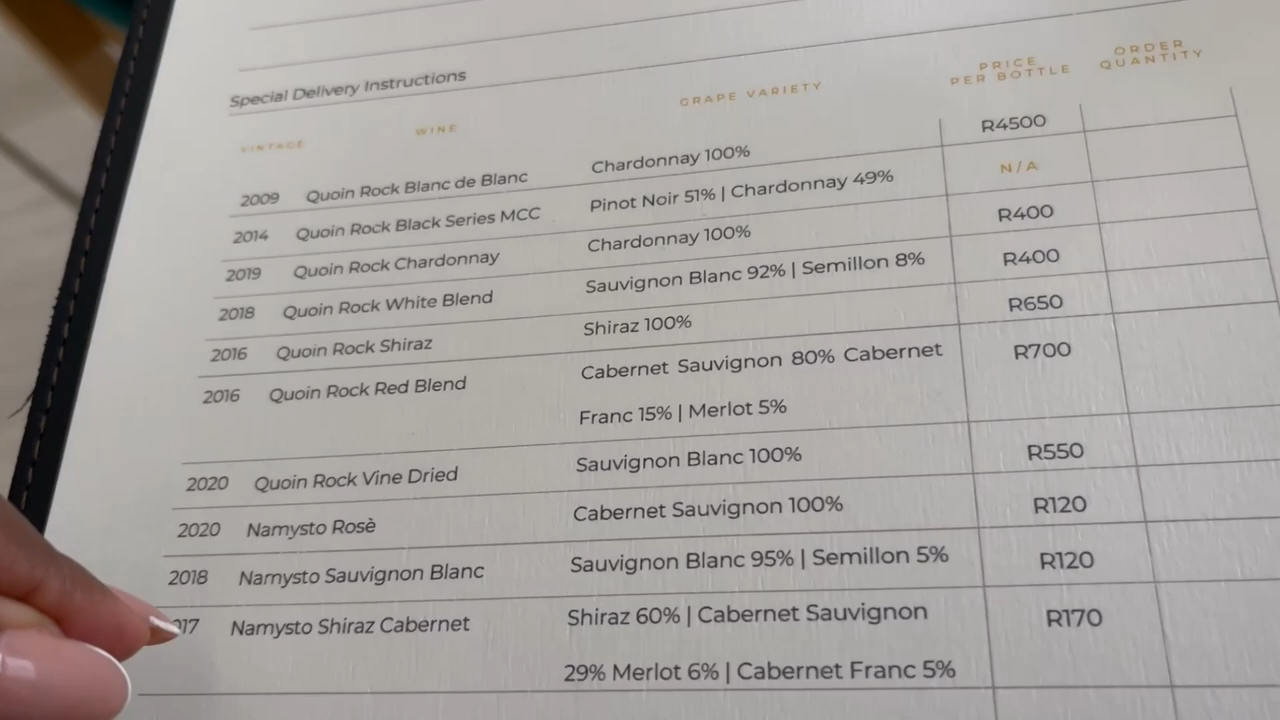 Special Delivery Instructions
VINTAGE WINE GRAPE VARIETY PRICE PER BOTTLE ORDER QUANTITY
2009 Quoin Rock Blanc de Blanc Chardonnay 100% R4500
2014 Quoin Rock Black Series MCC Pinot Noir 51% | Chardonnay 49% N/A
2019 Quoin Rock Chardonnay Chardonnay 100% R400
2018 Quoin Rock White Blend Sauvignon Blanc 92% | Semillon 8% R400
2016 Quoin Rock Shiraz Shiraz 100% R650
2016 Quoin Rock Red Blend Cabernet Sauvignon 80% Cabernet R700
Franc 15% | Merlot 5%
2020 Quoin Rock Vine Dried Sauvignon Blanc 100% R550
2020 Namysto Rosè Cabernet Sauvignon 100% R120
2018 Namysto Sauvignon Blanc Sauvignon Blanc 95% | Semillon 5% R120
Namysto Shiraz Cabernet Shiraz 60% | Cabernet Sauvignon R170
29% Merlot 6% | Cabernet Franc 5%